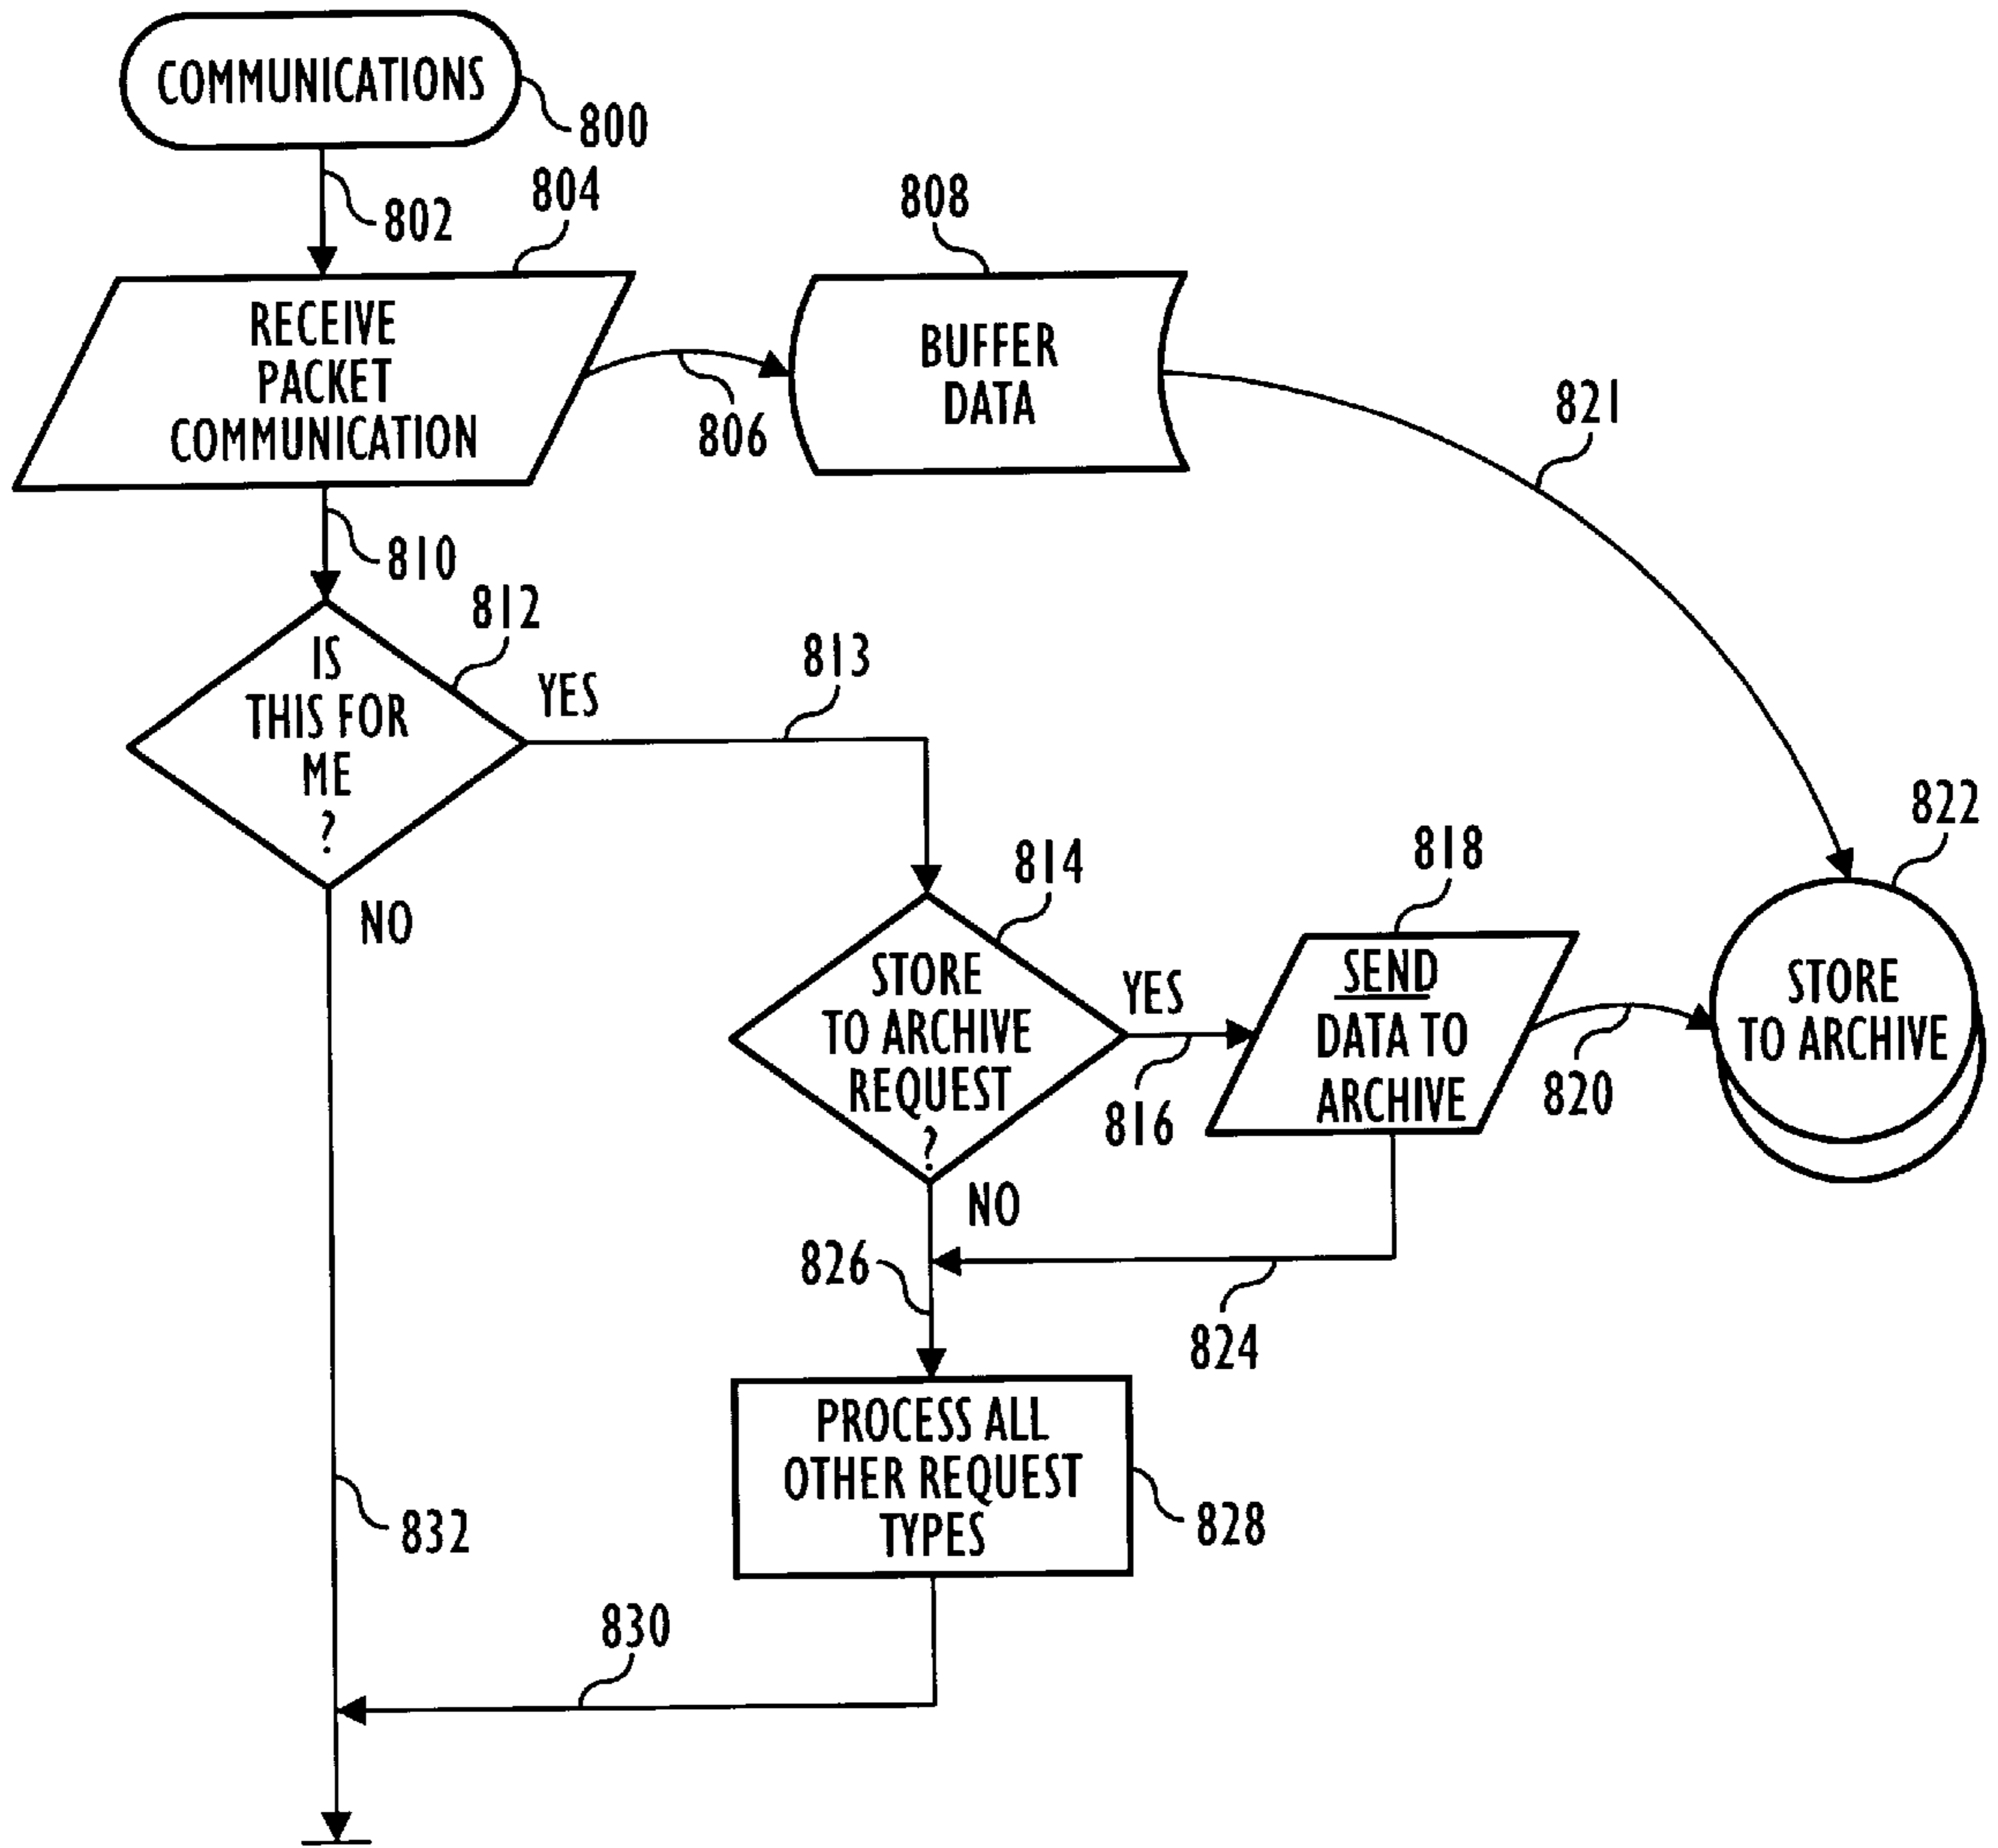 COMMUNICATIONS
800
802
804
808
RECEIVE
PACKET
COMMUNICATION
806
BUFFER
DATA
821
810
812
IS
THIS FOR
ME
?
YES
813
NO
814
STORE
TO ARCHIVE
REQUEST
?
YES
816
818
SEND
DATA TO
ARCHIVE
820
822
STORE
TO ARCHIVE
NO
826
824
PROCESS ALL
OTHER REQUEST
TYPES
828
832
830